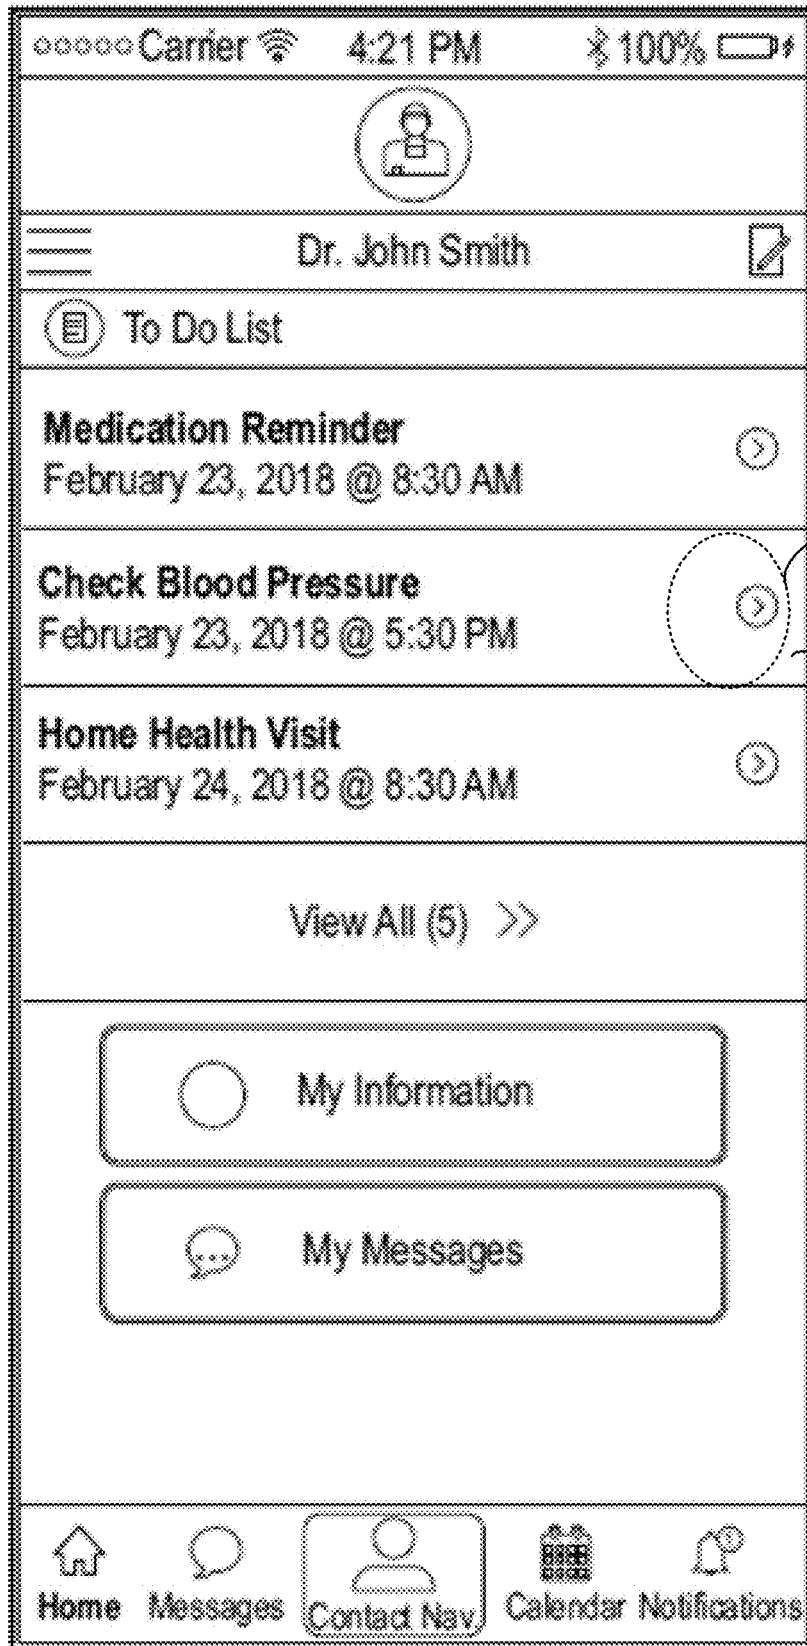 Carrier 4:21 PM 100%
Dr. John Smith
To Do List
Medication Reminder
February 23, 2018 @ 8:30 AM
Check Blood Pressure
February 23, 2018 @ 5:30 PM
Home Health Visit
February 24, 2018 @ 8:30 AM
View All (5) >>
My Information
My Messages
Home Messages Contact Nav Calendar Notifications